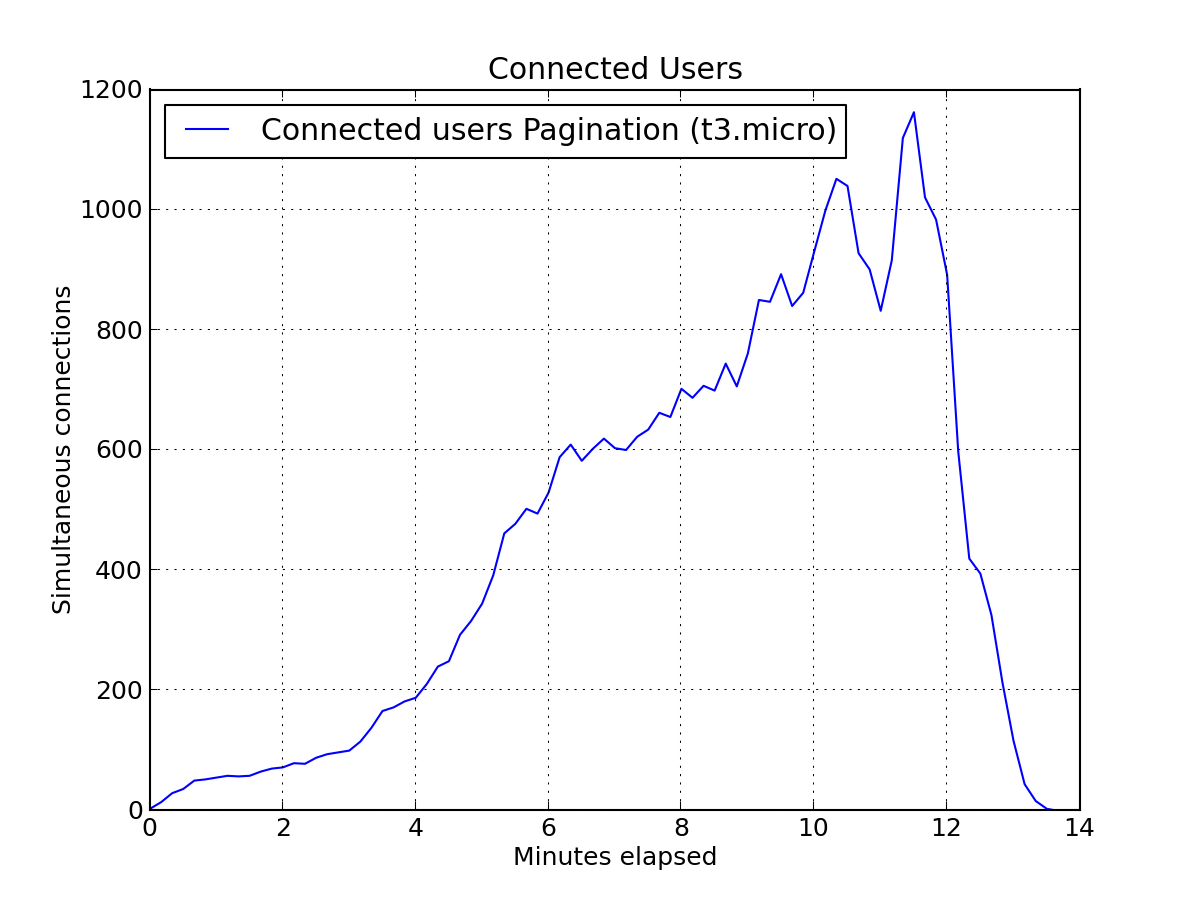 Connected Users
Connected users Pagination (t3.micro)
1200
1000
800
600
400
200
0
Simultaneous connections
0 2 4 6 8 10 12 14
Minutes elapsed